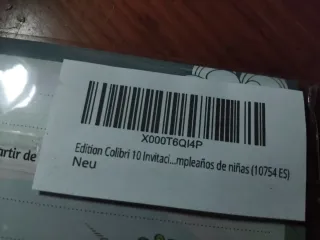 X000T6QI4P
Edition Colibri 10 Invitaci...mpleaños de niñas (10754 ES)
Neu
artir de